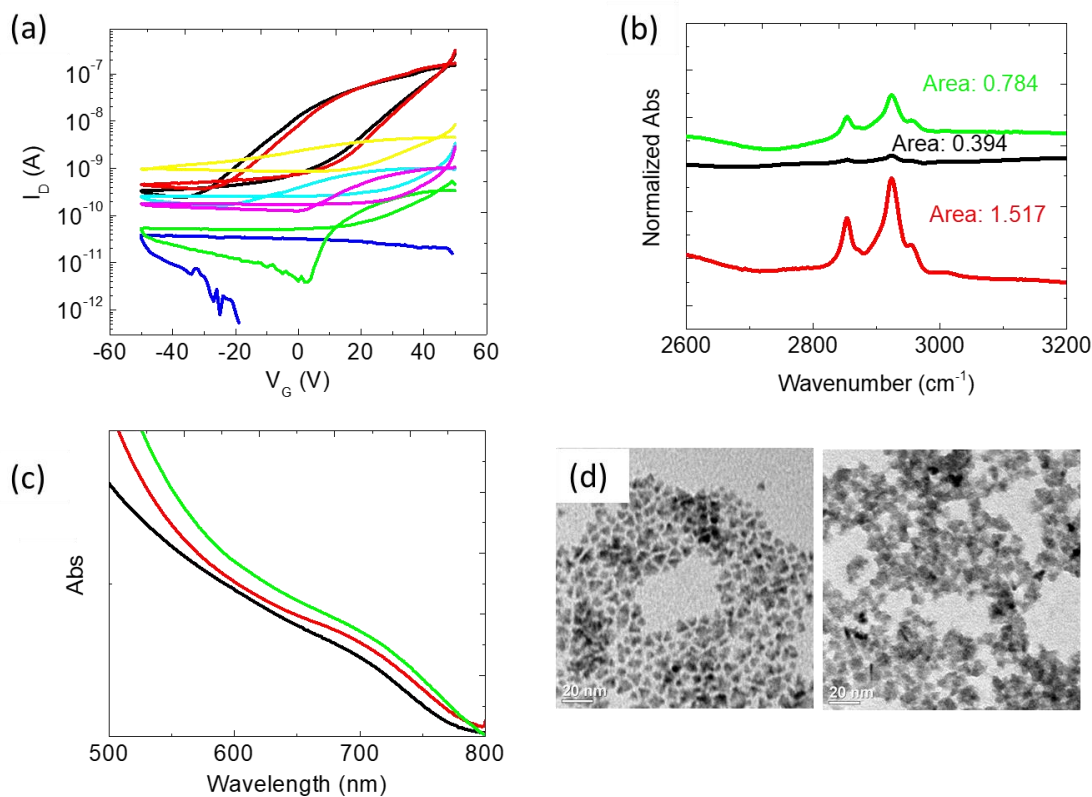 (a)
10⁻⁷
10⁻⁸
10⁻⁹
10⁻¹⁰
10⁻¹¹
10⁻¹²
I_D (A)
-60 -40 -20 0 20 40 60
V_G (V)
(b)
Normalized Abs
Area: 0.784
Area: 0.394
Area: 1.517
2600 2800 3000 3200
Wavenumber (cm⁻¹)
(c)
Abs
500 600 700 800
Wavelength (nm)
(d)
20 nm
20 nm